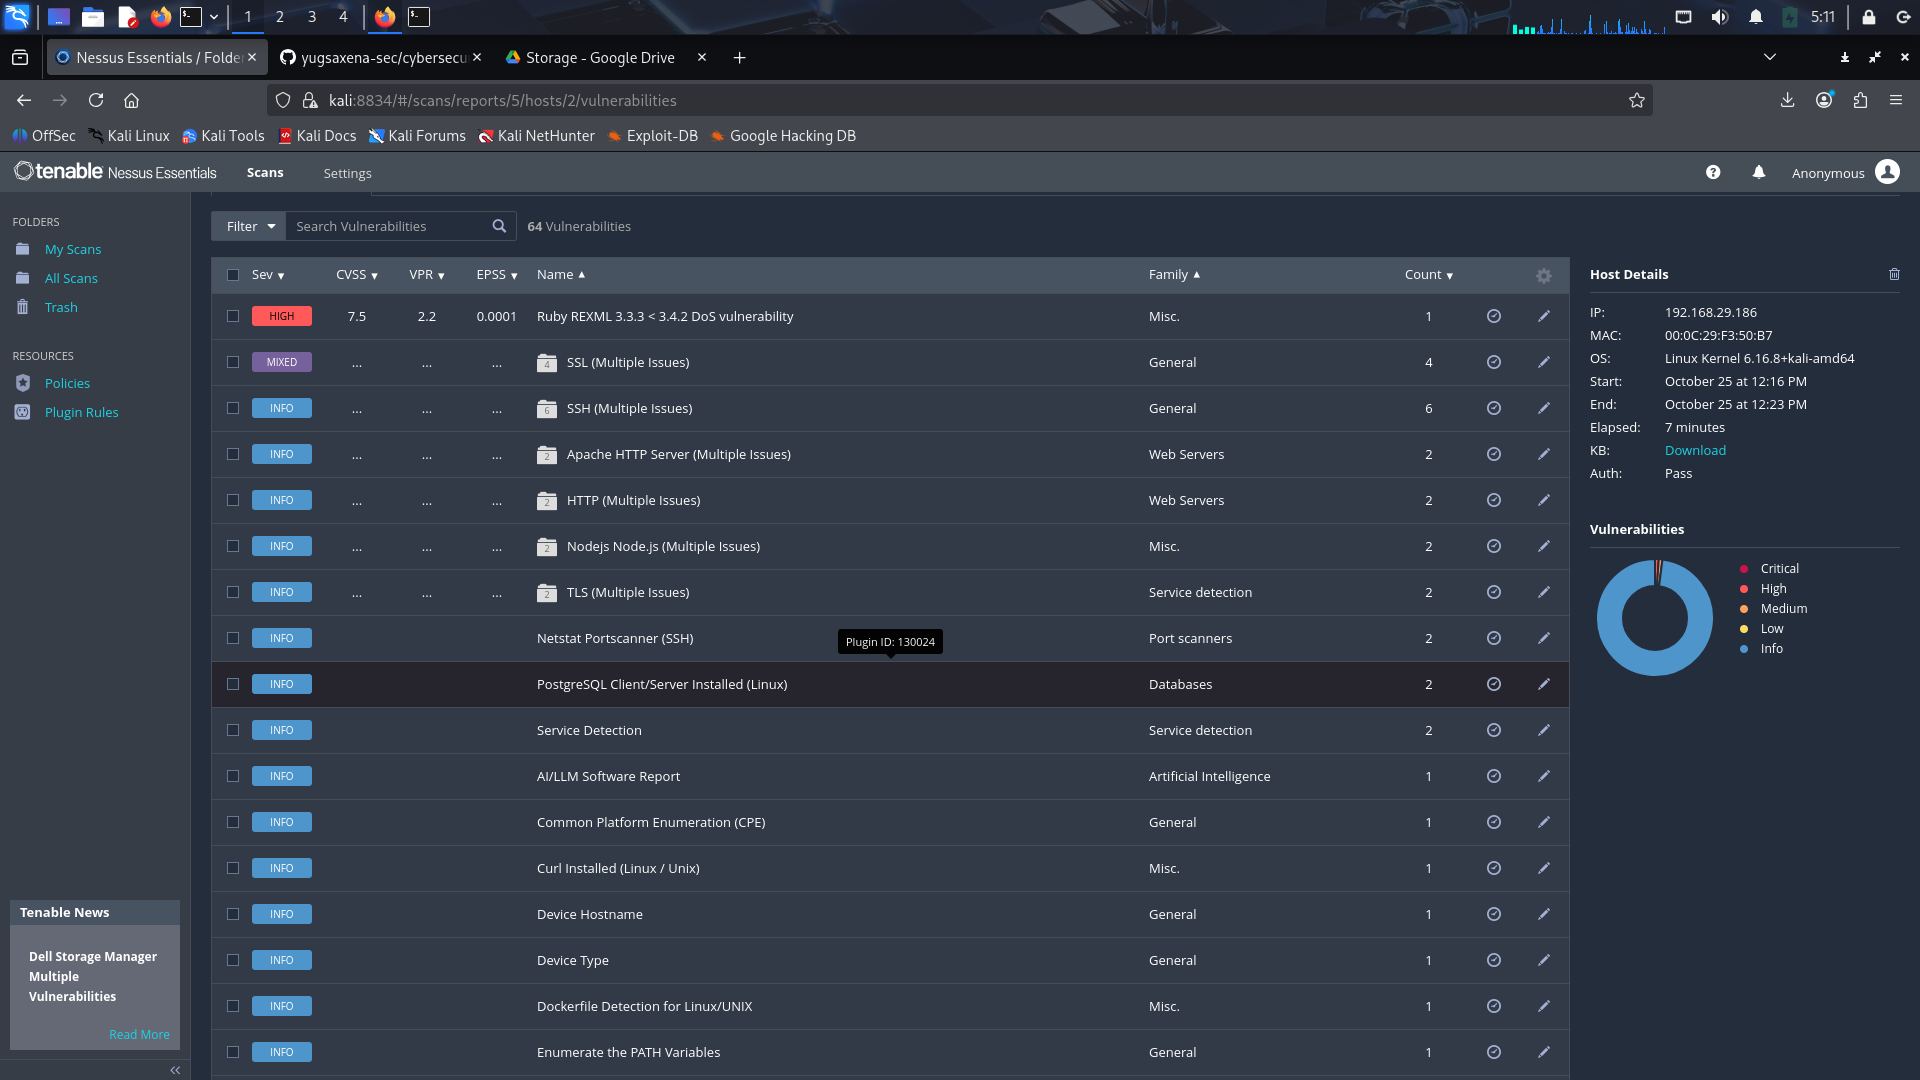 1 2 3 4 5:11
Nessus Essentials / Folde
yugsaxena-sec/cybersecu
Storage - Google Drive
kali:8834/#/scans/reports/5/hosts/2/vulnerabilities
OffSec Kali Linux Kali Tools Kali Docs Kali Forums Kali NetHunter Exploit-DB Google Hacking DB
tenable Nessus Essentials Scans Settings Anonymous
FOLDERS
My Scans
All Scans
Trash
RESOURCES
Policies
Plugin Rules
Tenable News
Dell Storage Manager
Multiple
Vulnerabilities
Read More
Filter Search Vulnerabilities 64 Vulnerabilities
Sev CVSS VPR EPSS Name Family Count
HIGH 7.5 2.2 0.0001 Ruby REXML 3.3.3 < 3.4.2 DoS vulnerability Misc. 1
MIXED ... ... ... 4 SSL (Multiple Issues) General 4
INFO ... ... ... 6 SSH (Multiple Issues) General 6
INFO ... ... ... 2 Apache HTTP Server (Multiple Issues) Web Servers 2
INFO ... ... ... 2 HTTP (Multiple Issues) Web Servers 2
INFO ... ... ... 2 Nodejs Node.js (Multiple Issues) Misc. 2
INFO ... ... ... 2 TLS (Multiple Issues) Service detection 2
INFO Netstat Portscanner (SSH) Port scanners 2
Plugin ID: 130024
INFO PostgreSQL Client/Server Installed (Linux) Databases 2
INFO Service Detection Service detection 2
INFO AI/LLM Software Report Artificial Intelligence 1
INFO Common Platform Enumeration (CPE) General 1
INFO Curl Installed (Linux / Unix) Misc. 1
INFO Device Hostname General 1
INFO Device Type General 1
INFO Dockerfile Detection for Linux/UNIX Misc. 1
INFO Enumerate the PATH Variables General 1
Host Details
IP: 192.168.29.186
MAC: 00:0C:29:F3:50:B7
OS: Linux Kernel 6.16.8+kali-amd64
Start: October 25 at 12:16 PM
End: October 25 at 12:23 PM
Elapsed: 7 minutes
KB: Download
Auth: Pass
Vulnerabilities
Critical
High
Medium
Low
Info